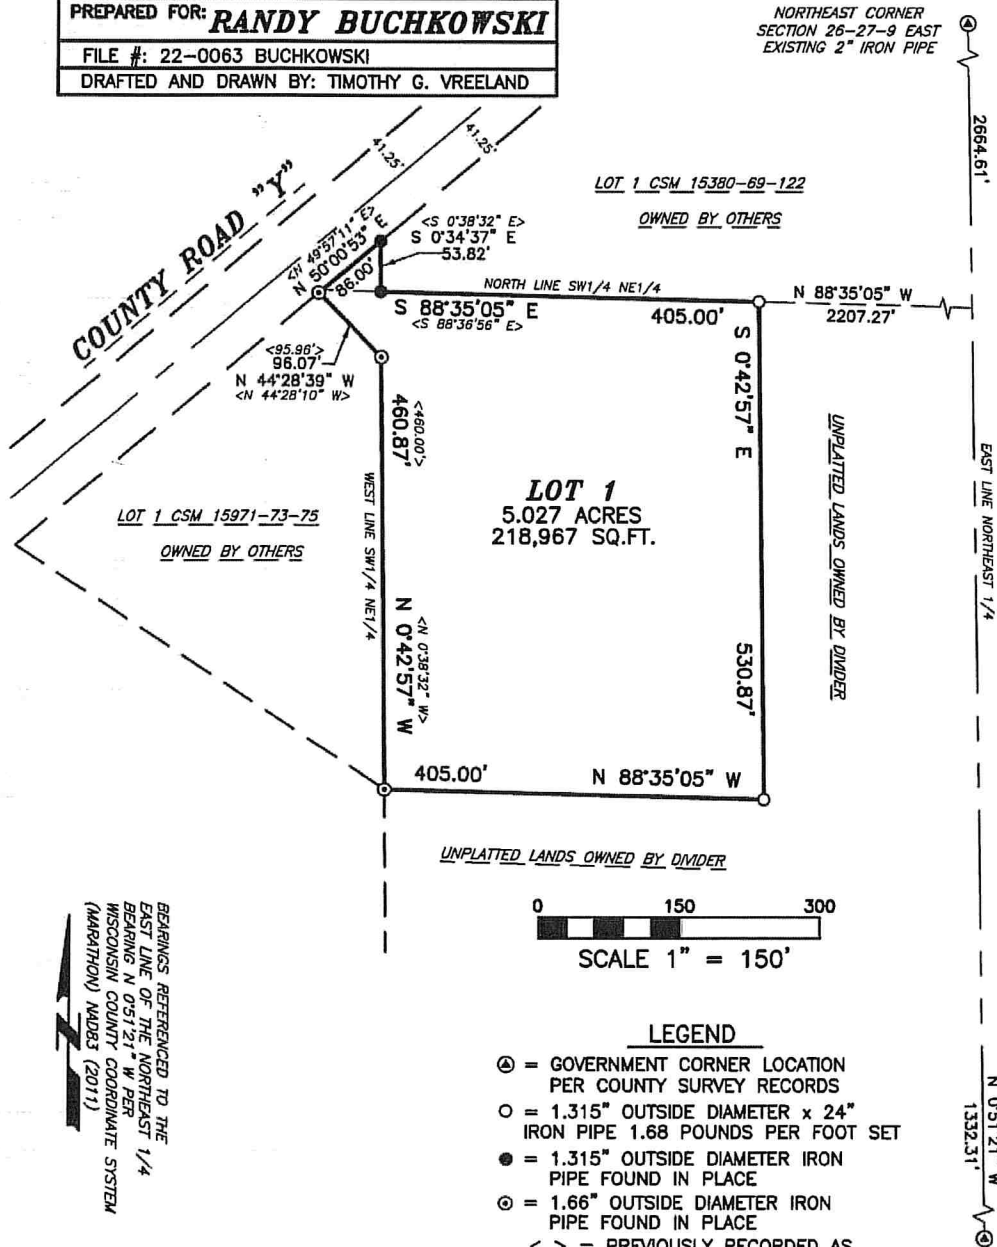 PREPARED FOR: RANDY BUCHKOWSKI
FILE #: 22-0063 BUCHKOWSKI
DRAFTED AND DRAWN BY: TIMOTHY G. VREELAND
NORTHEAST CORNER
SECTION 26-27-9 EAST
EXISTING 2" IRON PIPE
2664.61'
41.25'
41.25'
COUNTY ROAD "Y"
LOT 1 CSM 15380-69-122
OWNED BY OTHERS
<S 0°38'32" E>
S 0°34'37" E
53.82'
<N 49°57'11" E>
N 50°00'53" E
86.00'
NORTH LINE SW1/4 NE1/4
S 88°35'05" E
<S 88°36'56" E>
405.00'
N 88°35'05" W
2207.27'
<95.96'>
96.07'
N 44°28'39" W
<N 44°28'10" W>
<460.00'>
460.87'
S 0°42'57" E
UNPLATTED LANDS OWNED BY DIVIDER
EAST LINE NORTHEAST 1/4
LOT 1
5.027 ACRES
218,967 SQ.FT.
WEST LINE SW1/4 NE1/4
LOT 1 CSM 15971-73-75
OWNED BY OTHERS
<N 0°38'32" W>
N 0°42'57" W
530.87'
405.00'
N 88°35'05" W
UNPLATTED LANDS OWNED BY DIVIDER
0 150 300
SCALE 1" = 150'
BEARINGS REFERENCED TO THE
EAST LINE OF THE NORTHEAST 1/4
BEARING N 0°51'21" W PER
WISCONSIN COUNTY COORDINATE SYSTEM
(MARATHON) NAD83 (2011)
LEGEND
= GOVERNMENT CORNER LOCATION
PER COUNTY SURVEY RECORDS
= 1.315" OUTSIDE DIAMETER x 24"
IRON PIPE 1.68 POUNDS PER FOOT SET
= 1.315" OUTSIDE DIAMETER IRON
PIPE FOUND IN PLACE
= 1.66" OUTSIDE DIAMETER IRON
PIPE FOUND IN PLACE
< > = PREVIOUSLY RECORDED AS
N 0°51'21" W
1332.31'